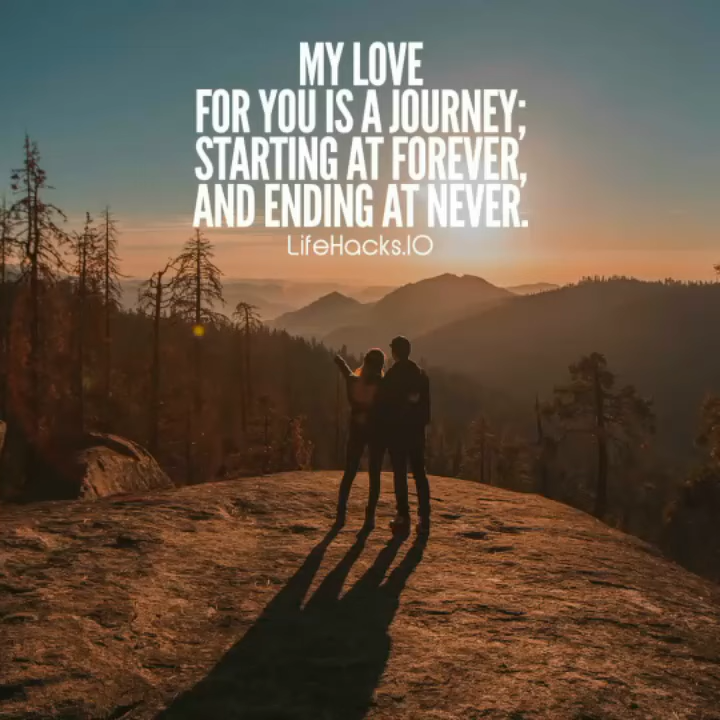 MY LOVE
FOR YOU IS A JOURNEY;
STARTING AT FOREVER,
AND ENDING AT NEVER.
LifeHacks.IO